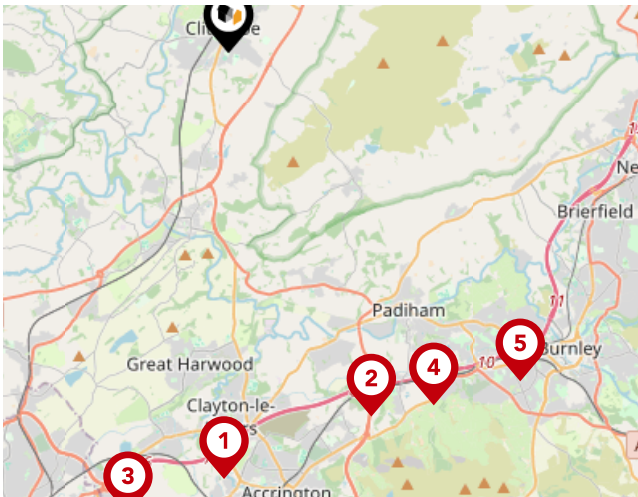 Padiham
Brierfield
11
10
Burnley
Great Harwood
Clayton-le-
2
4
5
1
3
Accrington